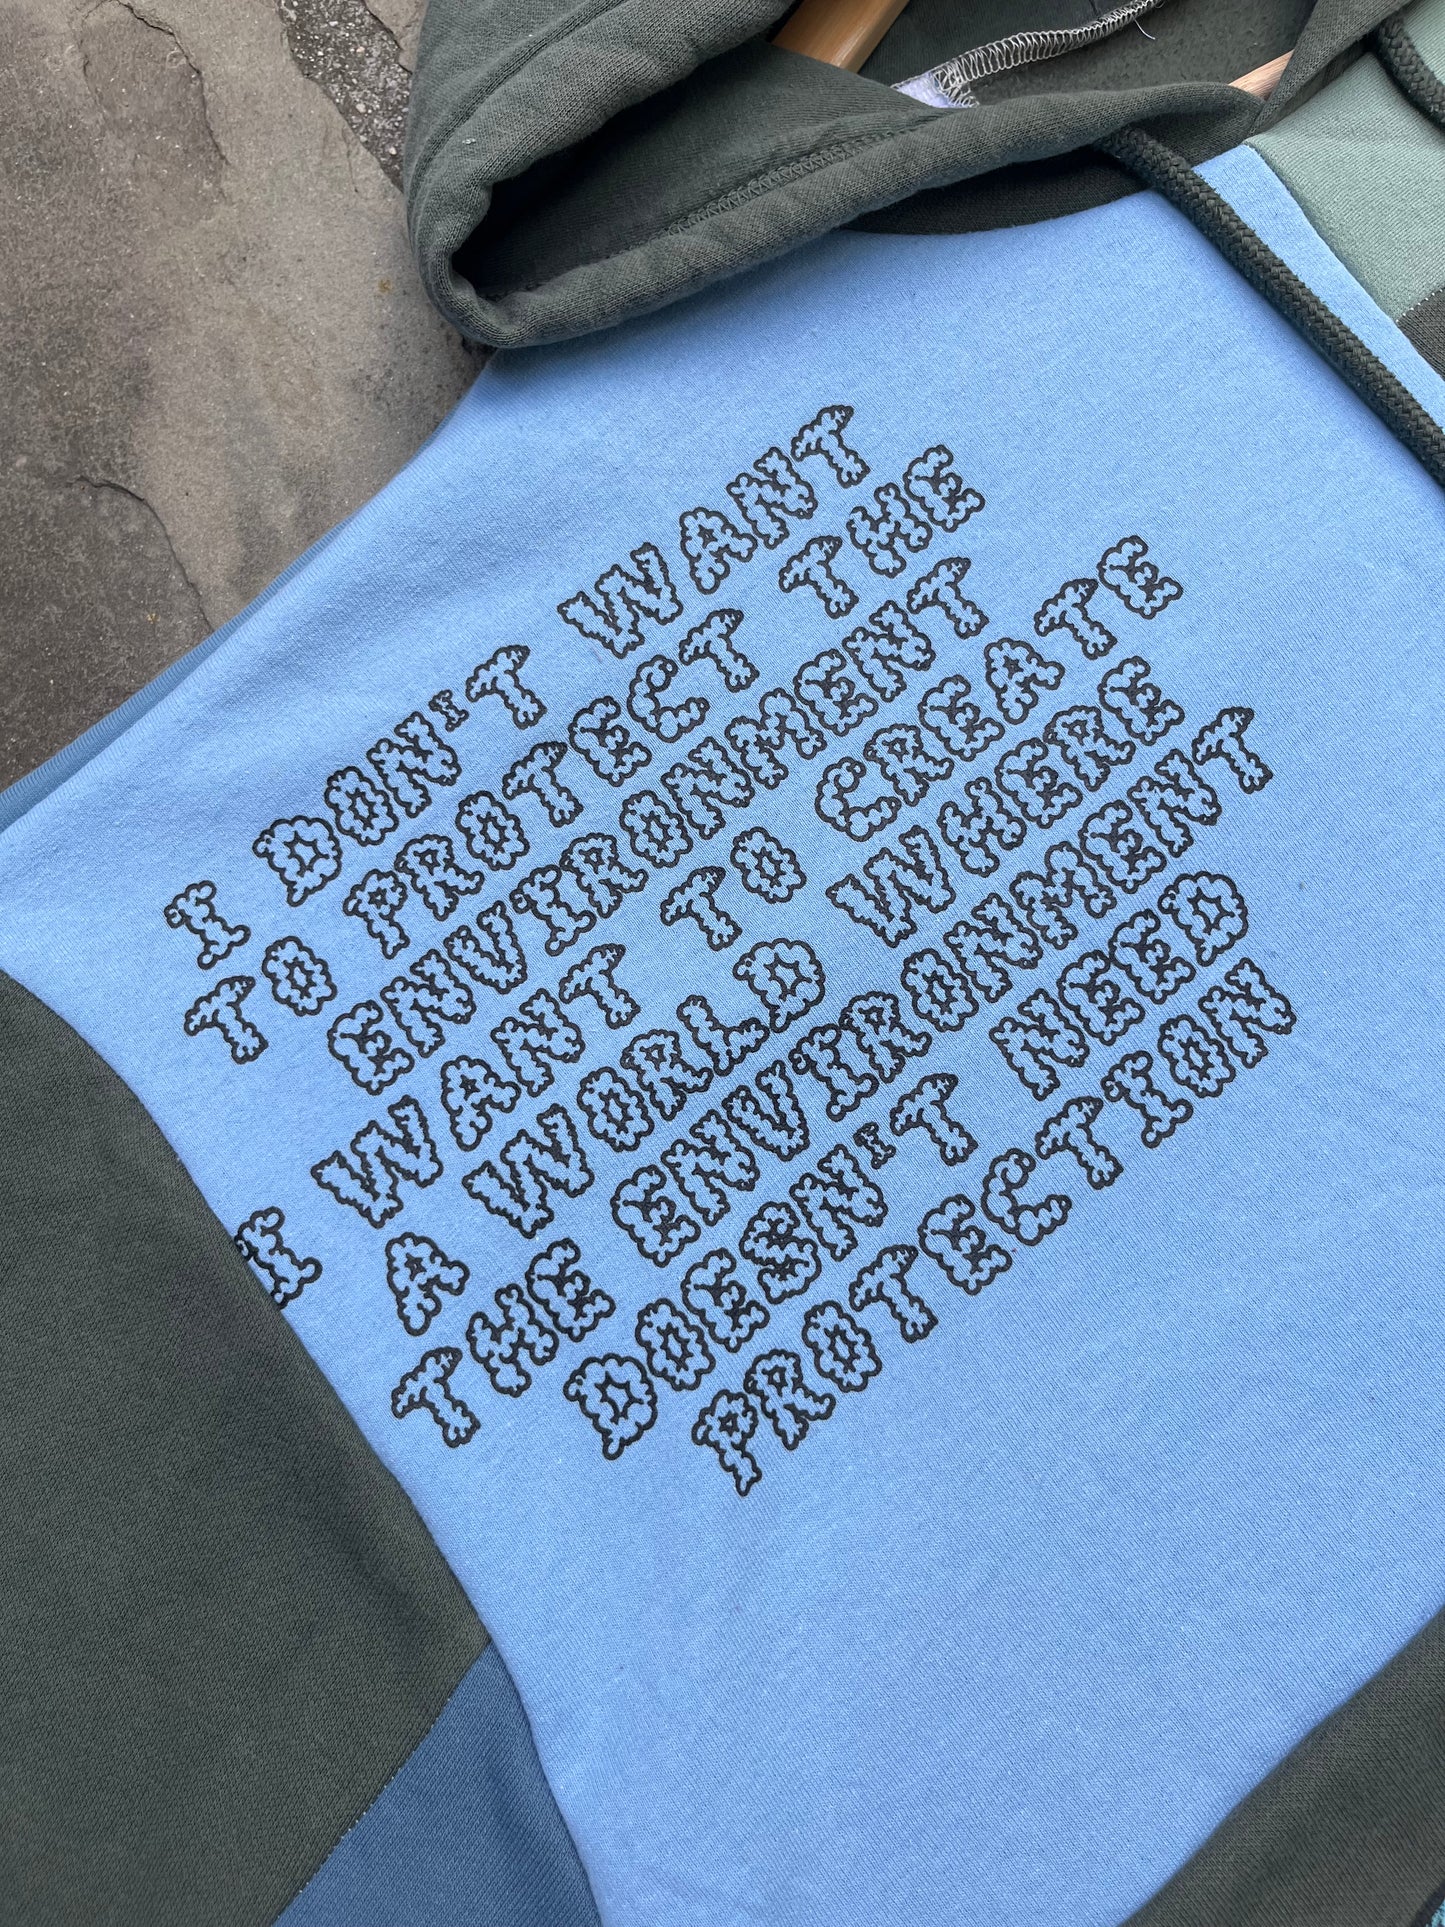 I DON'T WANT
TO PROTECT THE
ENVIRONMENT
I WANT TO CREATE
A WORLD WHERE
THE ENVIRONMENT
DOESN'T NEED
PROTECTION